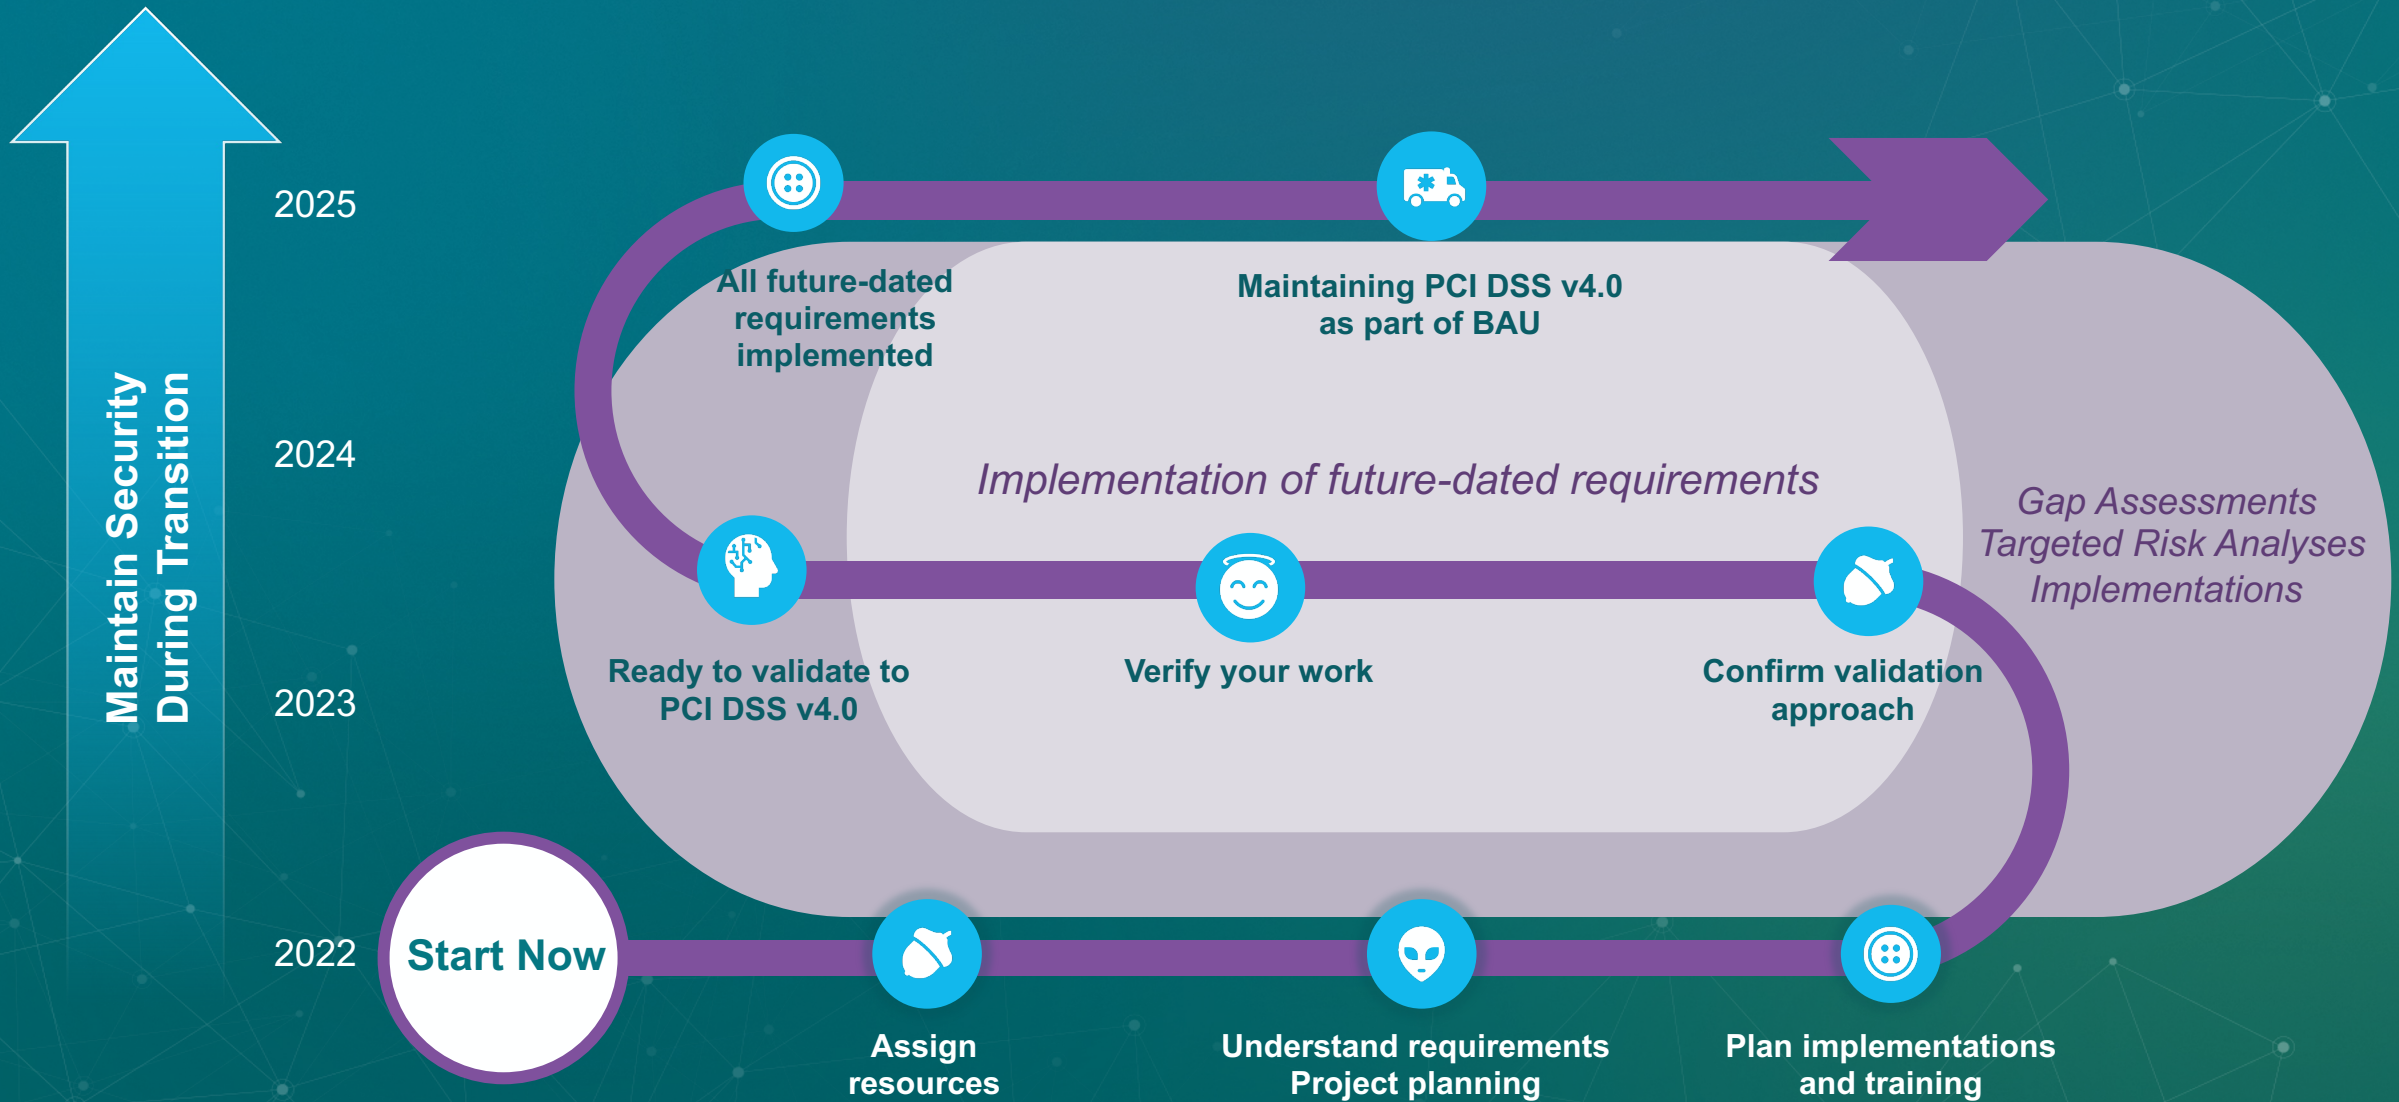 Maintain Security
During Transition
2025
2024
2023
2022
All future-dated
requirements
implemented
Maintaining PCI DSS v4.0
as part of BAU
Implementation of future-dated requirements
Gap Assessments
Targeted Risk Analyses
Implementations
Ready to validate to
PCI DSS v4.0
Verify your work
Confirm validation
approach
Start Now
Assign
resources
Understand requirements
Project planning
Plan implementations
and training